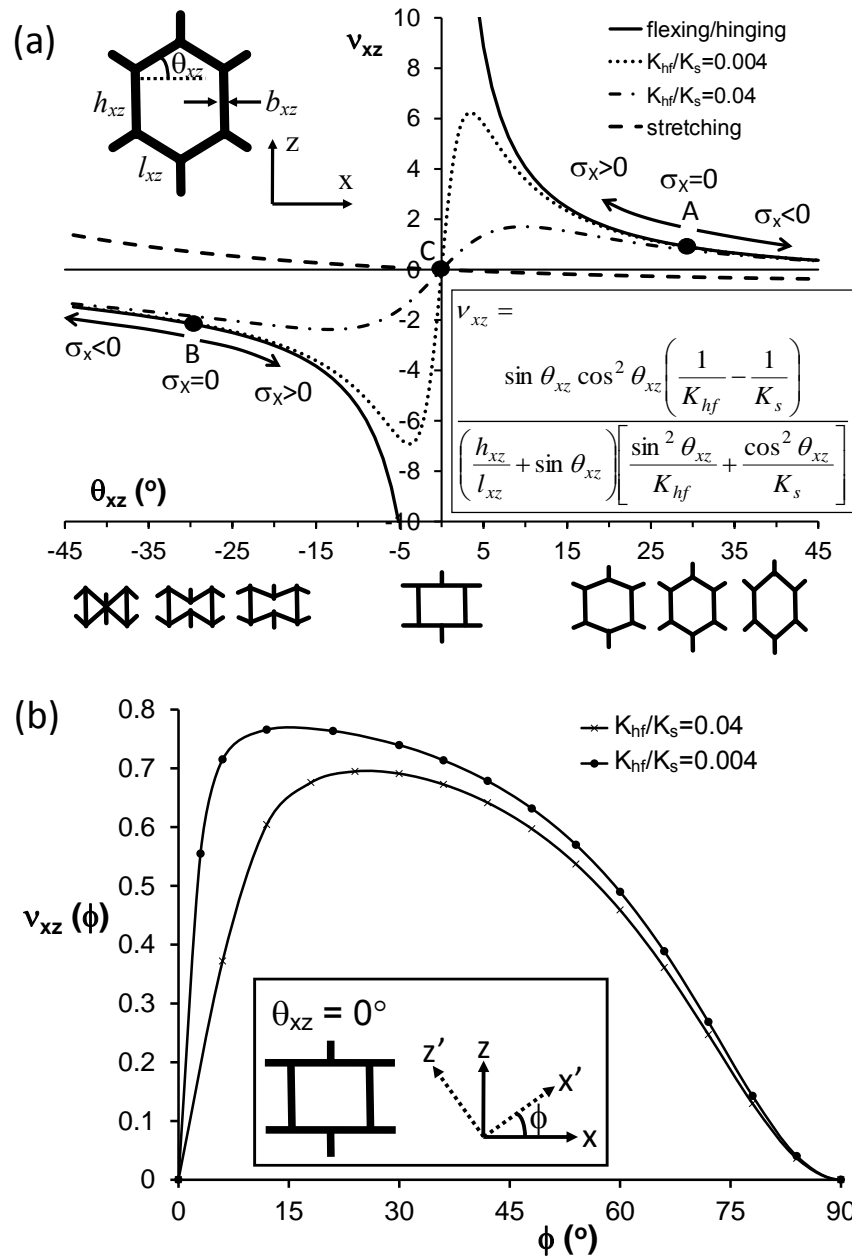 (a)
θxz
hxz
bxz
lxz
z
x
νxz
10
8
6
4
2
0
-2
-4
-6
-8
-10
flexing/hinging
Khf/Ks=0.004
Khf/Ks=0.04
stretching
σx>0
σx=0
A
σx<0
C
σx<0
B
σx=0
σx>0
νxz =
sin θxz cos² θxz (1/Khf − 1/Ks)
(hxz/lxz + sin θxz) [sin² θxz/Khf + cos² θxz/Ks]
θxz (°)
-45 -35 -25 -15 -5 5 15 25 35 45
(b)
0.8
0.7
0.6
0.5
0.4
0.3
0.2
0.1
0
νxz (ϕ)
Khf/Ks=0.04
Khf/Ks=0.004
θxz = 0°
z’
z
x’
ϕ
x
0 15 30 45 60 75 90
ϕ (°)